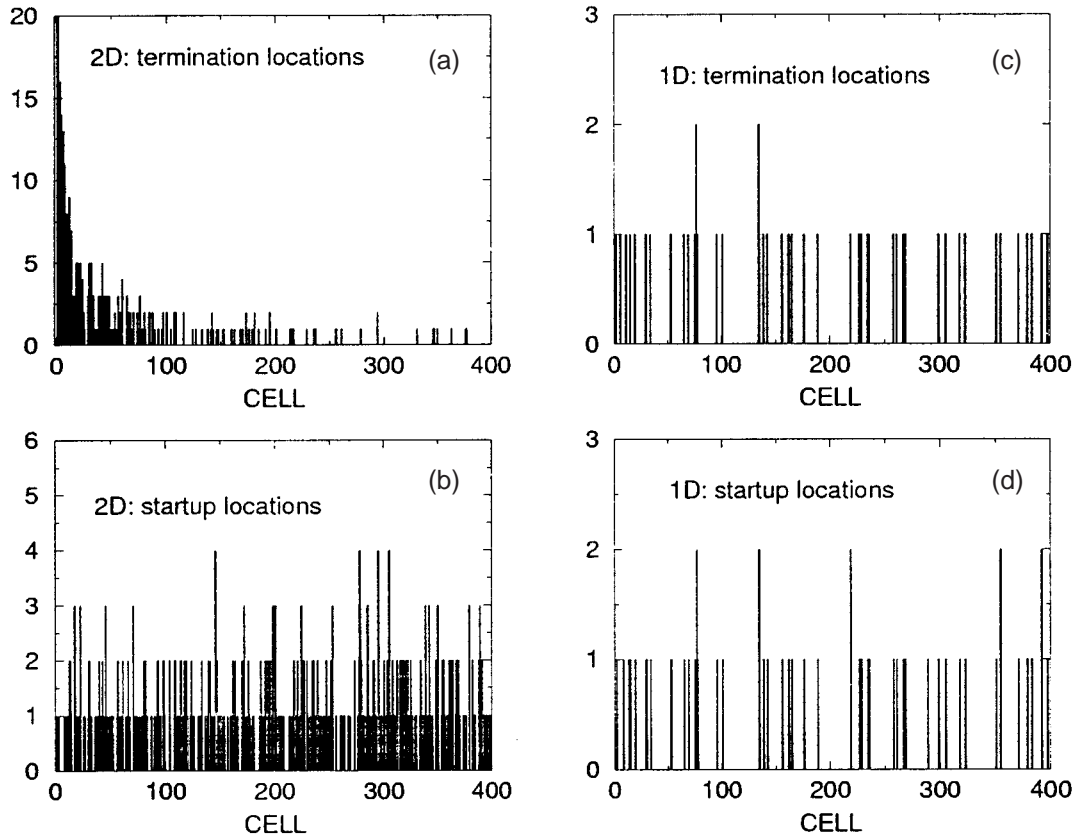 20
15
10
5
0
2D: termination locations (a)
0 100 200 300 400
CELL
3
2
1
0
1D: termination locations (c)
0 100 200 300 400
CELL
6
5
4
3
2
1
0
2D: startup locations (b)
0 100 200 300 400
CELL
3
2
1
0
1D: startup locations (d)
0 100 200 300 400
CELL